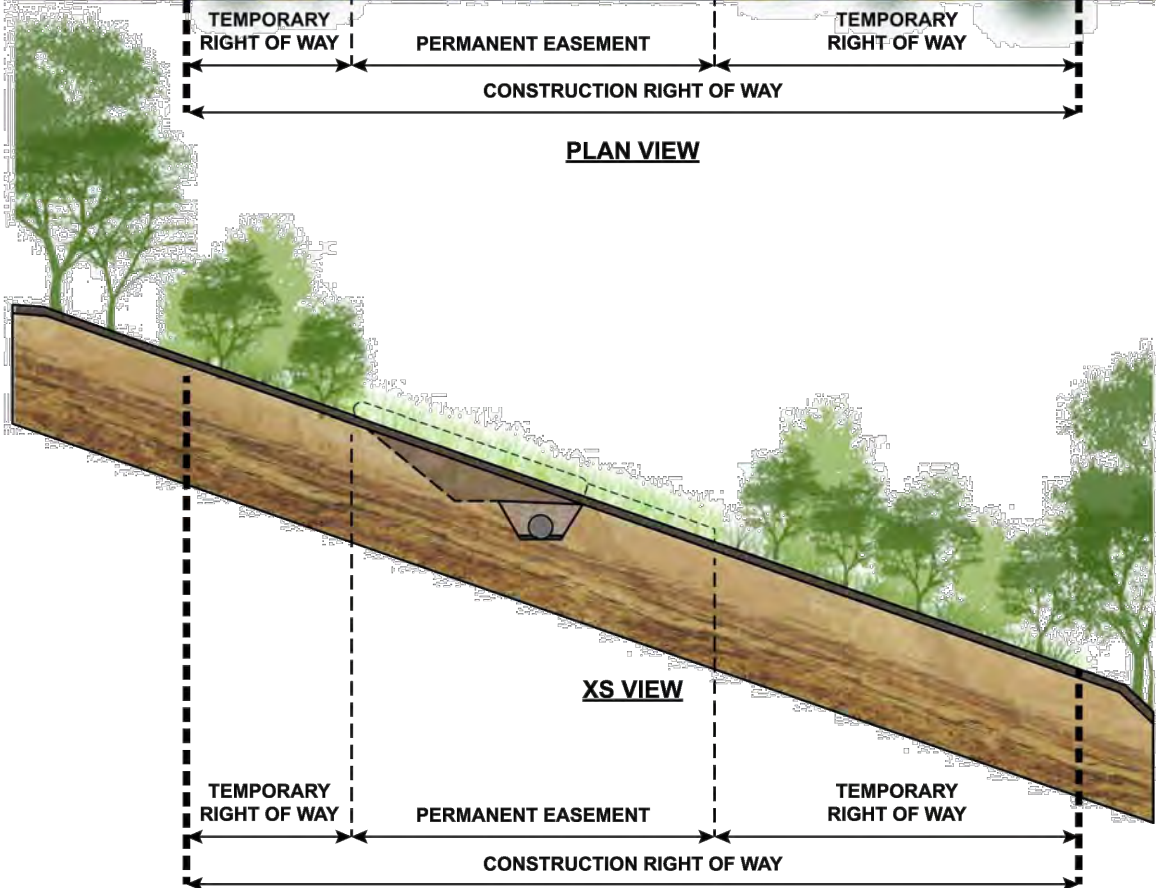 TEMPORARY
RIGHT OF WAY
PERMANENT EASEMENT
TEMPORARY
RIGHT OF WAY
CONSTRUCTION RIGHT OF WAY
PLAN VIEW
XS VIEW
TEMPORARY
RIGHT OF WAY
PERMANENT EASEMENT
TEMPORARY
RIGHT OF WAY
CONSTRUCTION RIGHT OF WAY